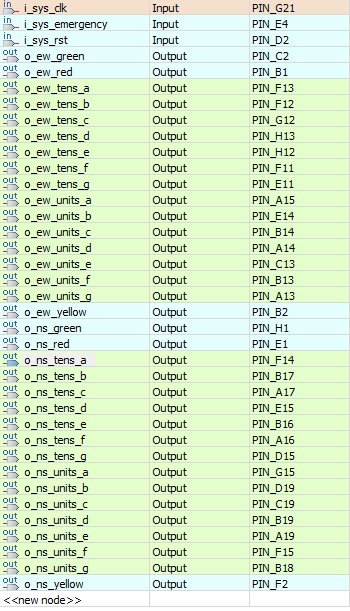 in i_sys_clk Input PIN_G21
in i_sys_emergency Input PIN_E4
in i_sys_rst Input PIN_D2
out o_ew_green Output PIN_C2
out o_ew_red Output PIN_B1
out o_ew_tens_a Output PIN_F13
out o_ew_tens_b Output PIN_F12
out o_ew_tens_c Output PIN_G12
out o_ew_tens_d Output PIN_H13
out o_ew_tens_e Output PIN_H12
out o_ew_tens_f Output PIN_F11
out o_ew_tens_g Output PIN_E11
out o_ew_units_a Output PIN_A15
out o_ew_units_b Output PIN_E14
out o_ew_units_c Output PIN_B14
out o_ew_units_d Output PIN_A14
out o_ew_units_e Output PIN_C13
out o_ew_units_f Output PIN_B13
out o_ew_units_g Output PIN_A13
out o_ew_yellow Output PIN_B2
out o_ns_green Output PIN_H1
out o_ns_red Output PIN_E1
out o_ns_tens_a Output PIN_F14
out o_ns_tens_b Output PIN_B17
out o_ns_tens_c Output PIN_A17
out o_ns_tens_d Output PIN_E15
out o_ns_tens_e Output PIN_B16
out o_ns_tens_f Output PIN_A16
out o_ns_tens_g Output PIN_D15
out o_ns_units_a Output PIN_G15
out o_ns_units_b Output PIN_D19
out o_ns_units_c Output PIN_C19
out o_ns_units_d Output PIN_B19
out o_ns_units_e Output PIN_A19
out o_ns_units_f Output PIN_F15
out o_ns_units_g Output PIN_B18
out o_ns_yellow Output PIN_F2
<<new node>>